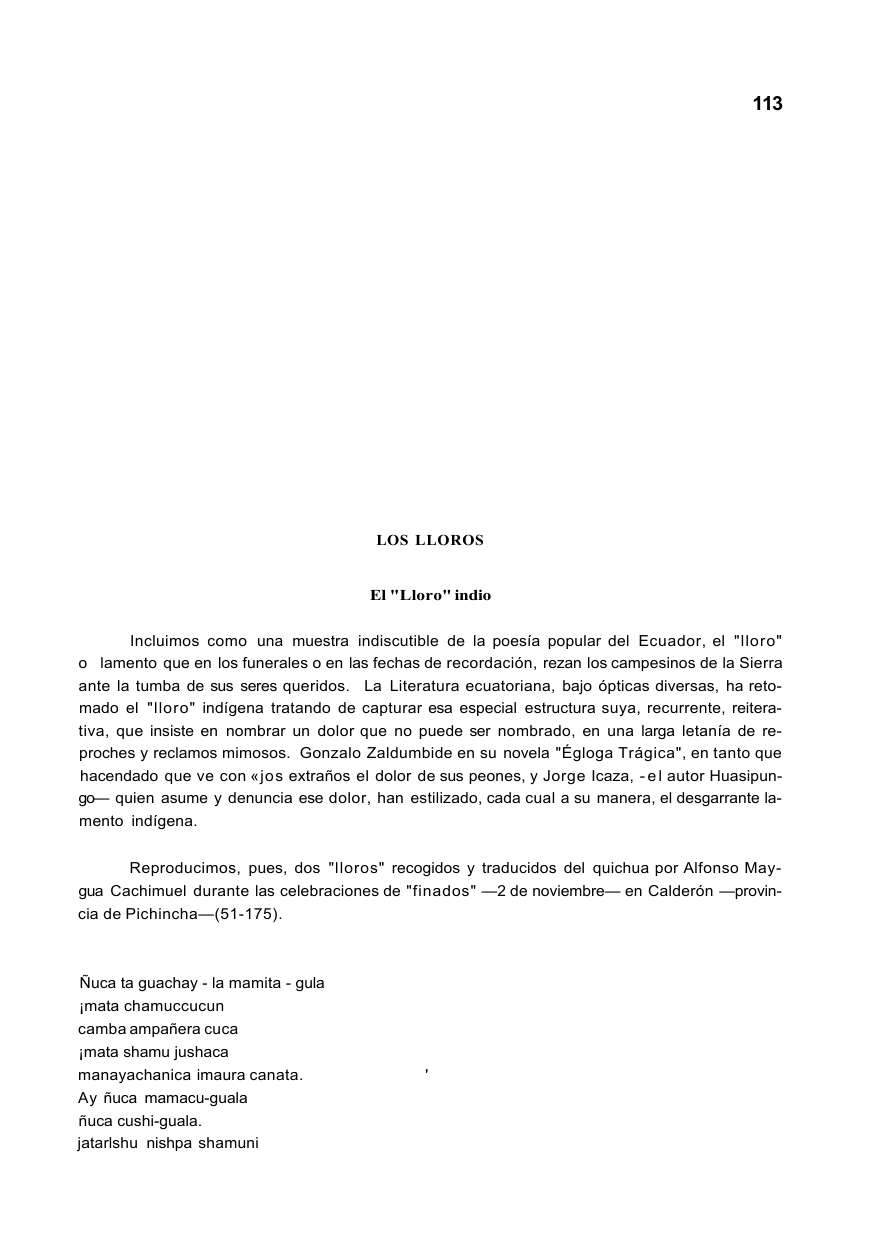 113
LOS LLOROS
El "Lloro" indio
Incluimos como una muestra indiscutible de la poesía popular del Ecuador, el "lloro"
o lamento que en los funerales o en las fechas de recordación, rezan los campesinos de la Sierra
ante la tumba de sus seres queridos. La Literatura ecuatoriana, bajo ópticas diversas, ha reto-
mado el "lloro" indígena tratando de capturar esa especial estructura suya, recurrente, reitera-
tiva, que insiste en nombrar un dolor que no puede ser nombrado, en una larga letanía de re-
proches y reclamos mimosos. Gonzalo Zaldumbide en su novela "Égloga Trágica", en tanto que
hacendado que ve con «jos extraños el dolor de sus peones, y Jorge Icaza, -el autor Huasipun-
go— quien asume y denuncia ese dolor, han estilizado, cada cual a su manera, el desgarrante la-
mento indígena.
Reproducimos, pues, dos "lloros" recogidos y traducidos del quichua por Alfonso May-
gua Cachimuel durante las celebraciones de "finados" —2 de noviembre— en Calderón —provin-
cia de Pichincha—(51-175).
Ñuca ta guachay - la mamita - gula
¡mata chamuccucun
camba ampañera cuca
¡mata shamu jushaca
manayachanica imaura canata. '
Ay ñuca mamacu-guala
ñuca cushi-guala.
jatarlshu nishpa shamuni